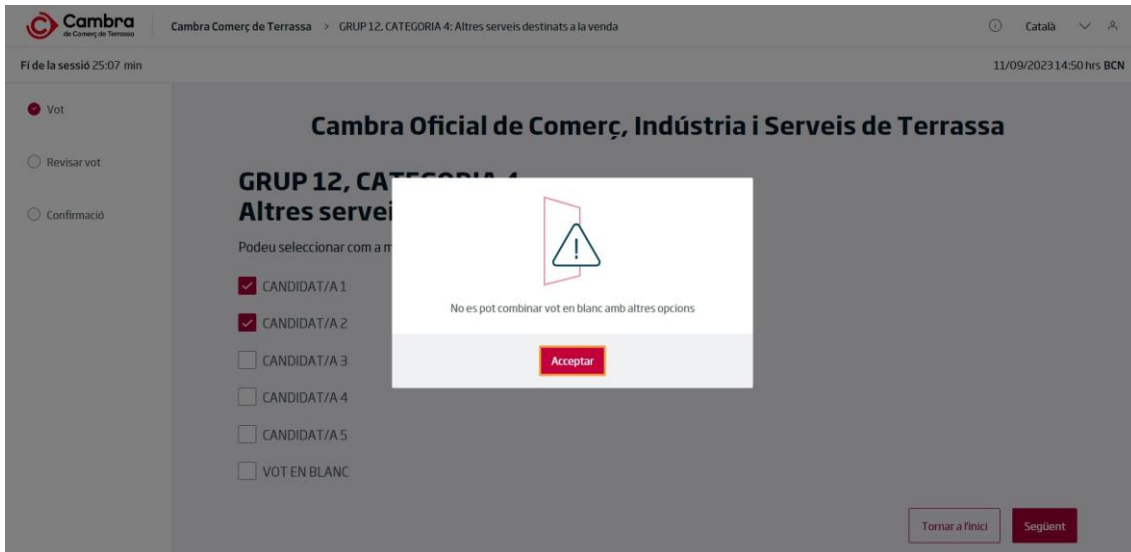 Cambra
de Comerç de Terrassa
Cambra Comerç de Terrassa > GRUP 12, CATEGORIA 4: Altres serveis destinats a la venda
Català
Fi de la sessió 25:07 min
11/09/2023 14:50 hrs BCN
Vot
Revisar vot
Confirmació
Cambra Oficial de Comerç, Indústria i Serveis de Terrassa
GRUP 12, CATEGORIA 4
Altres servei
Podeu seleccionar com a m
CANDIDAT/A 1
CANDIDAT/A 2
CANDIDAT/A 3
CANDIDAT/A 4
CANDIDAT/A 5
VOT EN BLANC
No es pot combinar vot en blanc amb altres opcions
Acceptar
Tornar a l'inici
Següent